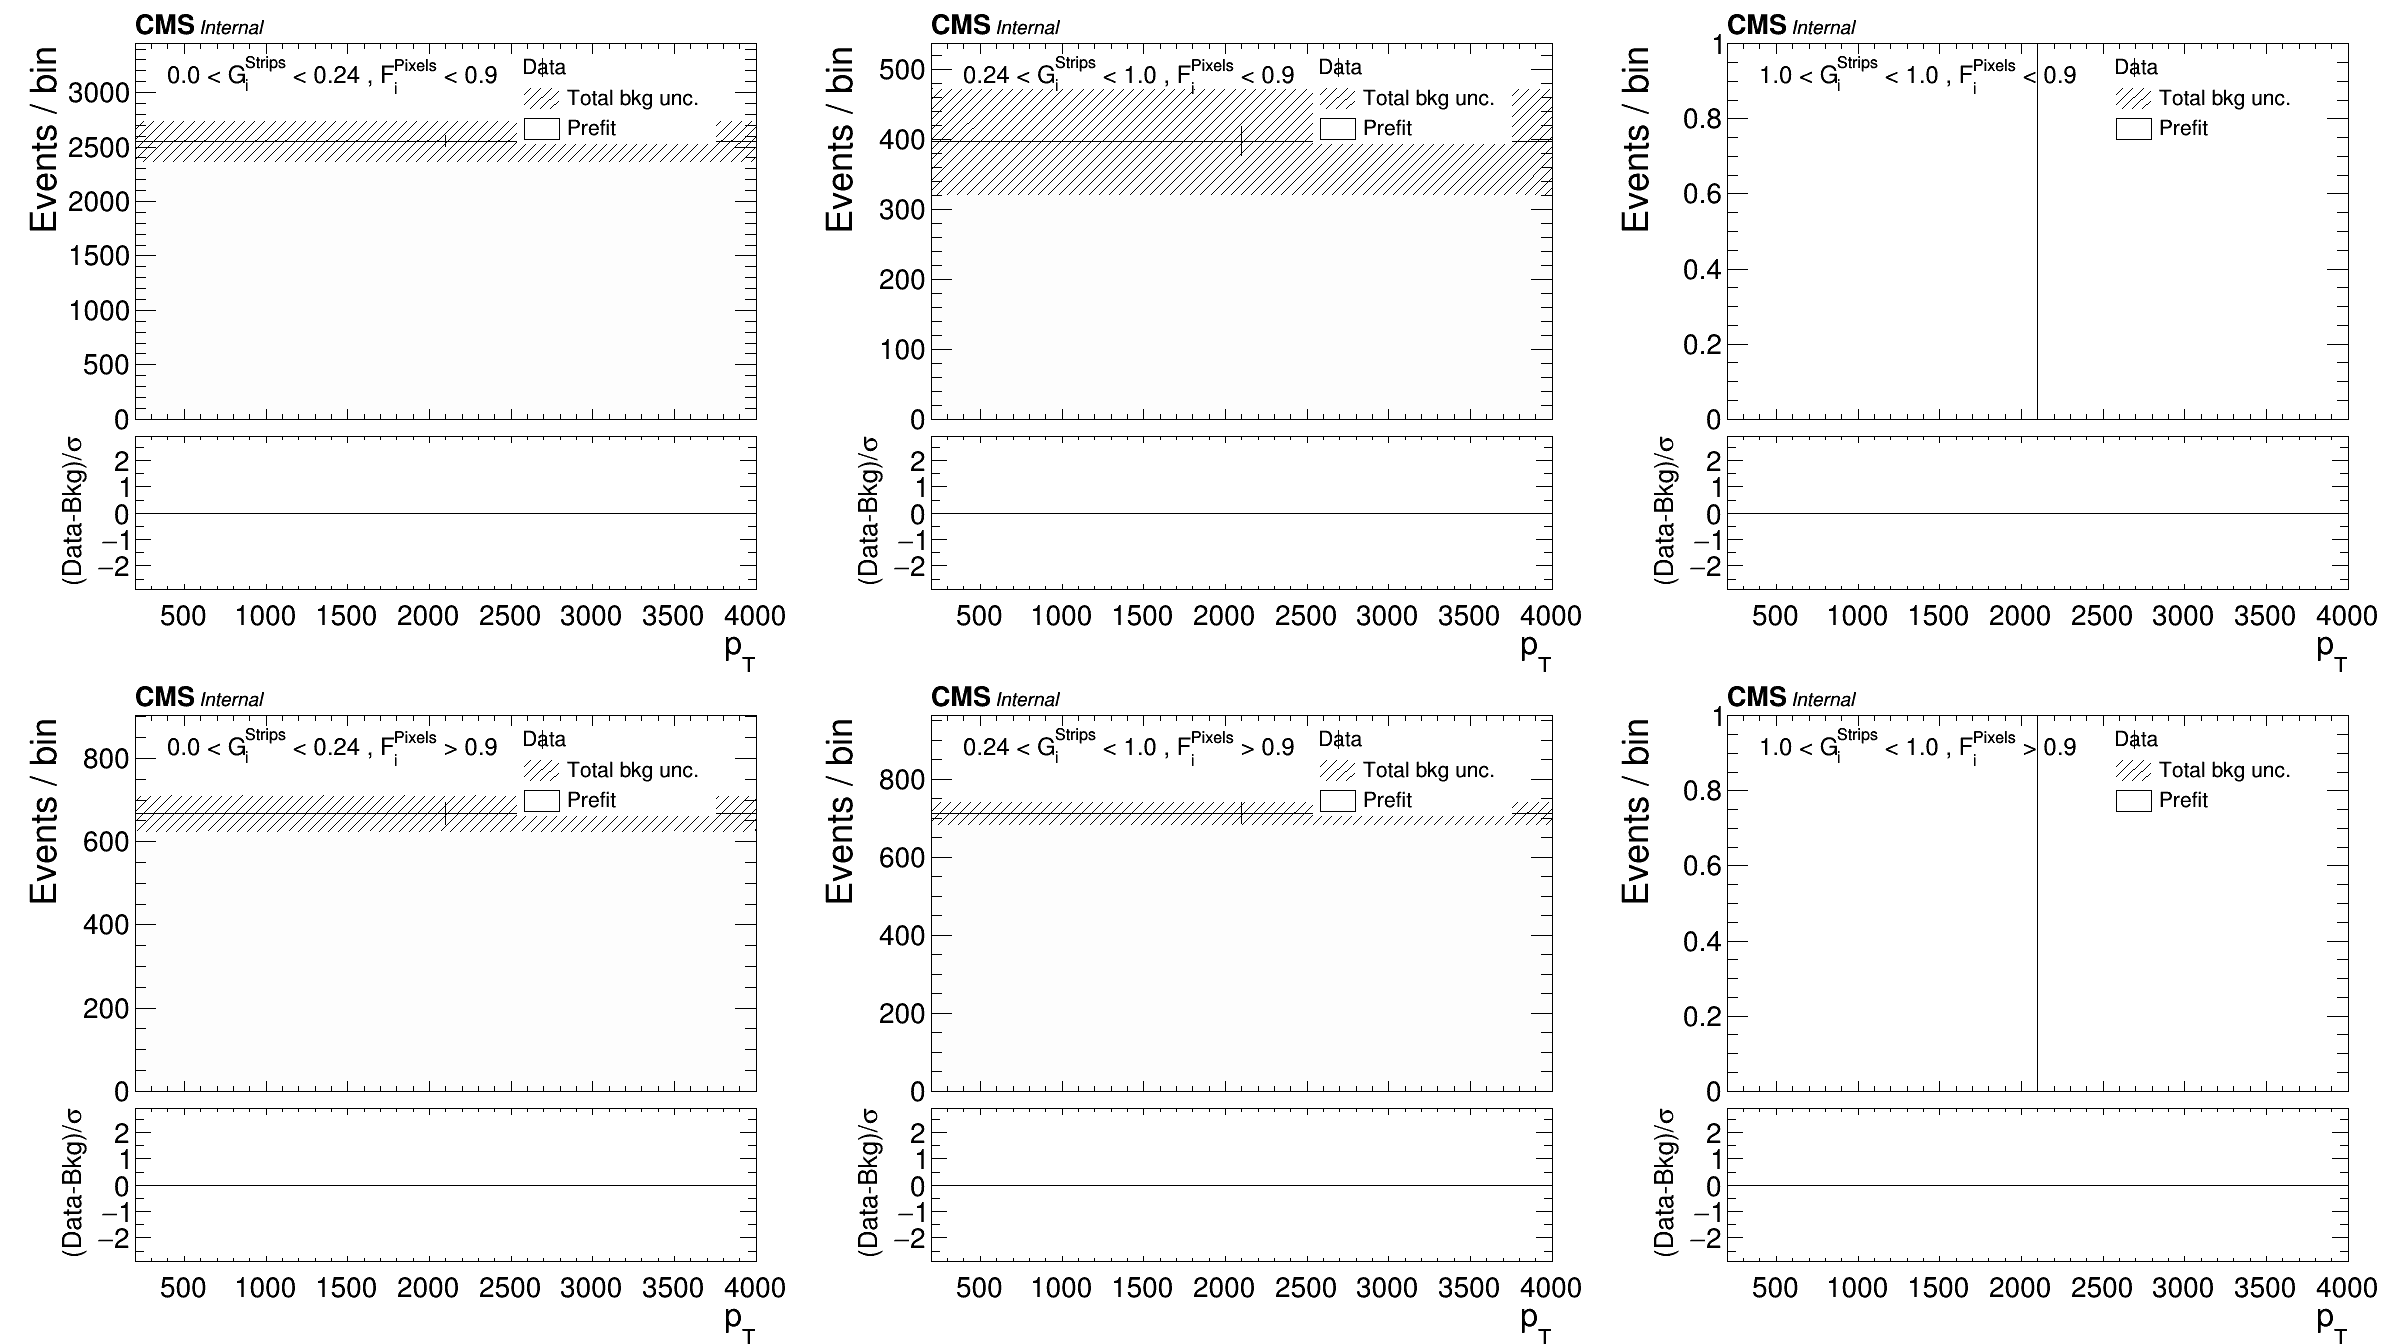 CMS Internal
Events / bin
0.0 < G_i^Strips < 0.24 , F_i^Pixels < 0.9
Data
Total bkg unc.
Prefit
3000
2500
2000
1500
1000
500
0
(Data-Bkg)/σ
2
1
0
−1
−2
500 1000 1500 2000 2500 3000 3500 4000
p_T
CMS Internal
Events / bin
0.24 < G_i^Strips < 1.0 , F_i^Pixels < 0.9
Data
Total bkg unc.
Prefit
500
400
300
200
100
0
(Data-Bkg)/σ
2
1
0
−1
−2
500 1000 1500 2000 2500 3000 3500 4000
p_T
CMS Internal
Events / bin
1.0 < G_i^Strips < 1.0 , F_i^Pixels < 0.9
Data
Total bkg unc.
Prefit
1
0.8
0.6
0.4
0.2
0
(Data-Bkg)/σ
2
1
0
−1
−2
500 1000 1500 2000 2500 3000 3500 4000
p_T
CMS Internal
Events / bin
0.0 < G_i^Strips < 0.24 , F_i^Pixels > 0.9
Data
Total bkg unc.
Prefit
800
600
400
200
0
(Data-Bkg)/σ
2
1
0
−1
−2
500 1000 1500 2000 2500 3000 3500 4000
p_T
CMS Internal
Events / bin
0.24 < G_i^Strips < 1.0 , F_i^Pixels > 0.9
Data
Total bkg unc.
Prefit
800
600
400
200
0
(Data-Bkg)/σ
2
1
0
−1
−2
500 1000 1500 2000 2500 3000 3500 4000
p_T
CMS Internal
Events / bin
1.0 < G_i^Strips < 1.0 , F_i^Pixels > 0.9
Data
Total bkg unc.
Prefit
1
0.8
0.6
0.4
0.2
0
(Data-Bkg)/σ
2
1
0
−1
−2
500 1000 1500 2000 2500 3000 3500 4000
p_T